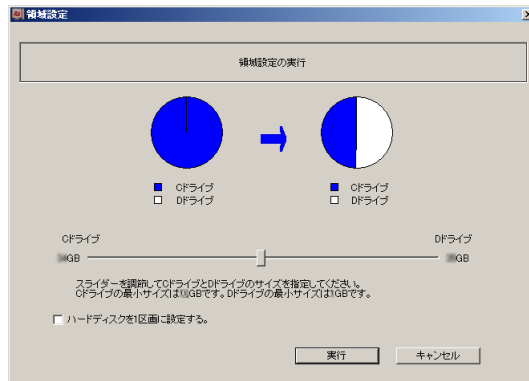 領域設定
領域設定の実行
Cドライブ
Dドライブ
Cドライブ
Dドライブ
Cドライブ
Dドライブ
GB
GB
スライダーを調節してCドライブとDドライブのサイズを指定してください。
Cドライブの最小サイズは GBです。Dドライブの最小サイズは GBです。
ハードディスクを1区画に設定する。
実行
キャンセル